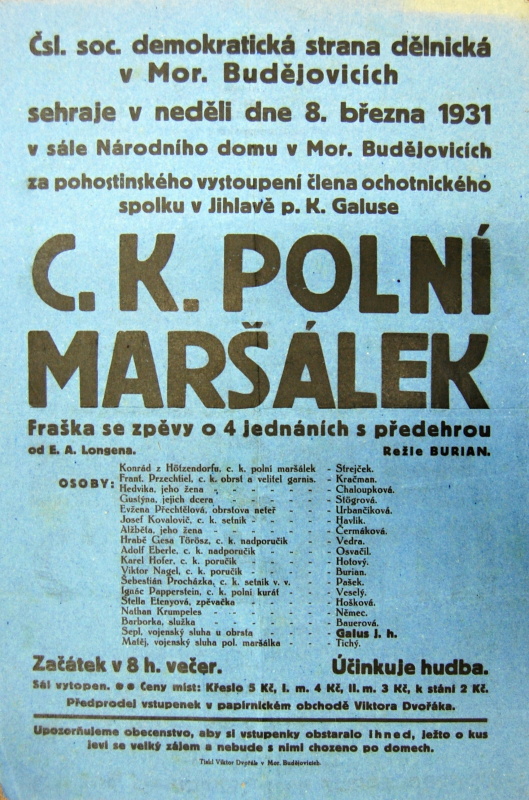 Čsl. soc. demokratická strana dělnická
v Mor. Budějovicích
sehraje v neděli dne 8. března 1931
v sále Národního domu v Mor. Budějovicích
za pohostinského vystoupení člena ochotnického
spolku v Jihlavě p. K. Galuse
C. K. POLNÍ
MARŠÁLEK
Fraška se zpěvy o 4 jednáních s předehrou
od E. A. Longena. Režie BURIAN.
OSOBY:
Konrád z Hötzendorfu, c. k. polní maršálek - Strejček.
Frant. Przechtiel, c. k. obrst a velitel garnis. - Kračman.
Hedvika, jeho žena - - - - - - Chaloupková.
Gustýna, jejich dcera - - - - - Stögrová.
Evžena Přechtělová, obrstova neteř - - - Urbančíková.
Josef Kovalovič, c. k. setník - - - - Havlík.
Alžběta, jeho žena - - - - - - Čermáková.
Hrabě Gesa Törösz, c. k. nadporučík - - - Vedra.
Adolf Eberle, c. k. nadporučík - - - - Osvačil.
Karel Hofer, c. k. poručík - - - - - Hotový.
Viktor Nagel, c. k. poručík - - - - Burian.
Šebestián Procházka, c. k. setník v. v. - - Pašek.
Ignác Papperstein, c. k. polní kurát - - - Veselý.
Stella Etenyová, zpěvačka - - - - Hošková.
Nathan Krumpeles - - - - - - Němec.
Barborka, služka - - - - - - Bauerová.
Sepl, vojenský sluha u obrsta - - - - Galus j. h.
Matěj, vojenský sluha pol. maršálka - - - Tichý.
Začátek v 8 h. večer. Účinkuje hudba.
Sál vytopen. ●● Ceny míst: Křeslo 5 Kč, I. m. 4 Kč, II. m. 3 Kč, k stání 2 Kč.
Předprodej vstupenek v papírnickém obchodě Viktora Dvořáka.
Upozorňujeme obecenstvo, aby si vstupenky obstaralo ihned, ježto o kus
jeví se velký zájem a nebude s nimi chozeno po domech.
Tiskl Viktor Dvořák v Mor. Budějovicích.